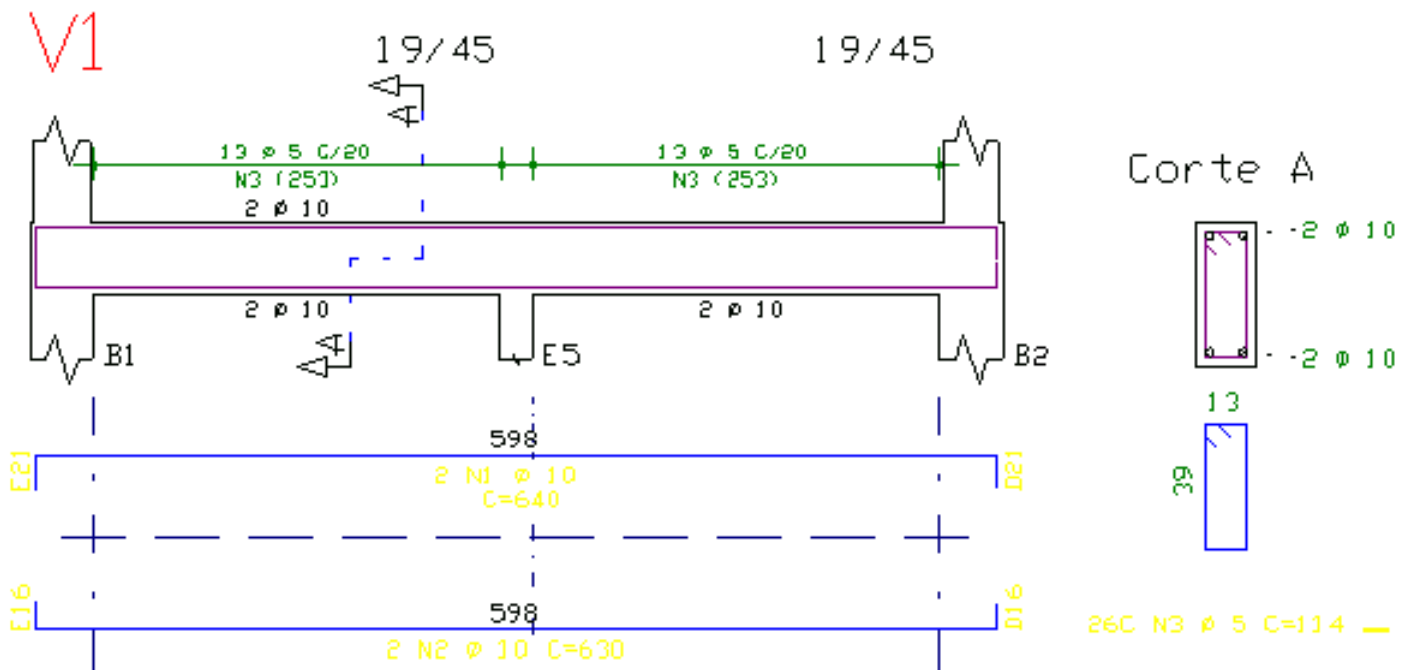 V1
19/45
19/45
A
13 ø 5 C/20
13 ø 5 C/20
N3 (253)
N3 (253)
2 ø 10
Corte A
2 ø 10
2 ø 10
2 ø 10
A
B1
E5
B2
2 ø 10
13
39
598
E21
D21
2 N1 ø 10
C=640
598
E16
D16
2 N2 ø 10 C=630
26C N3 ø 5 C=114